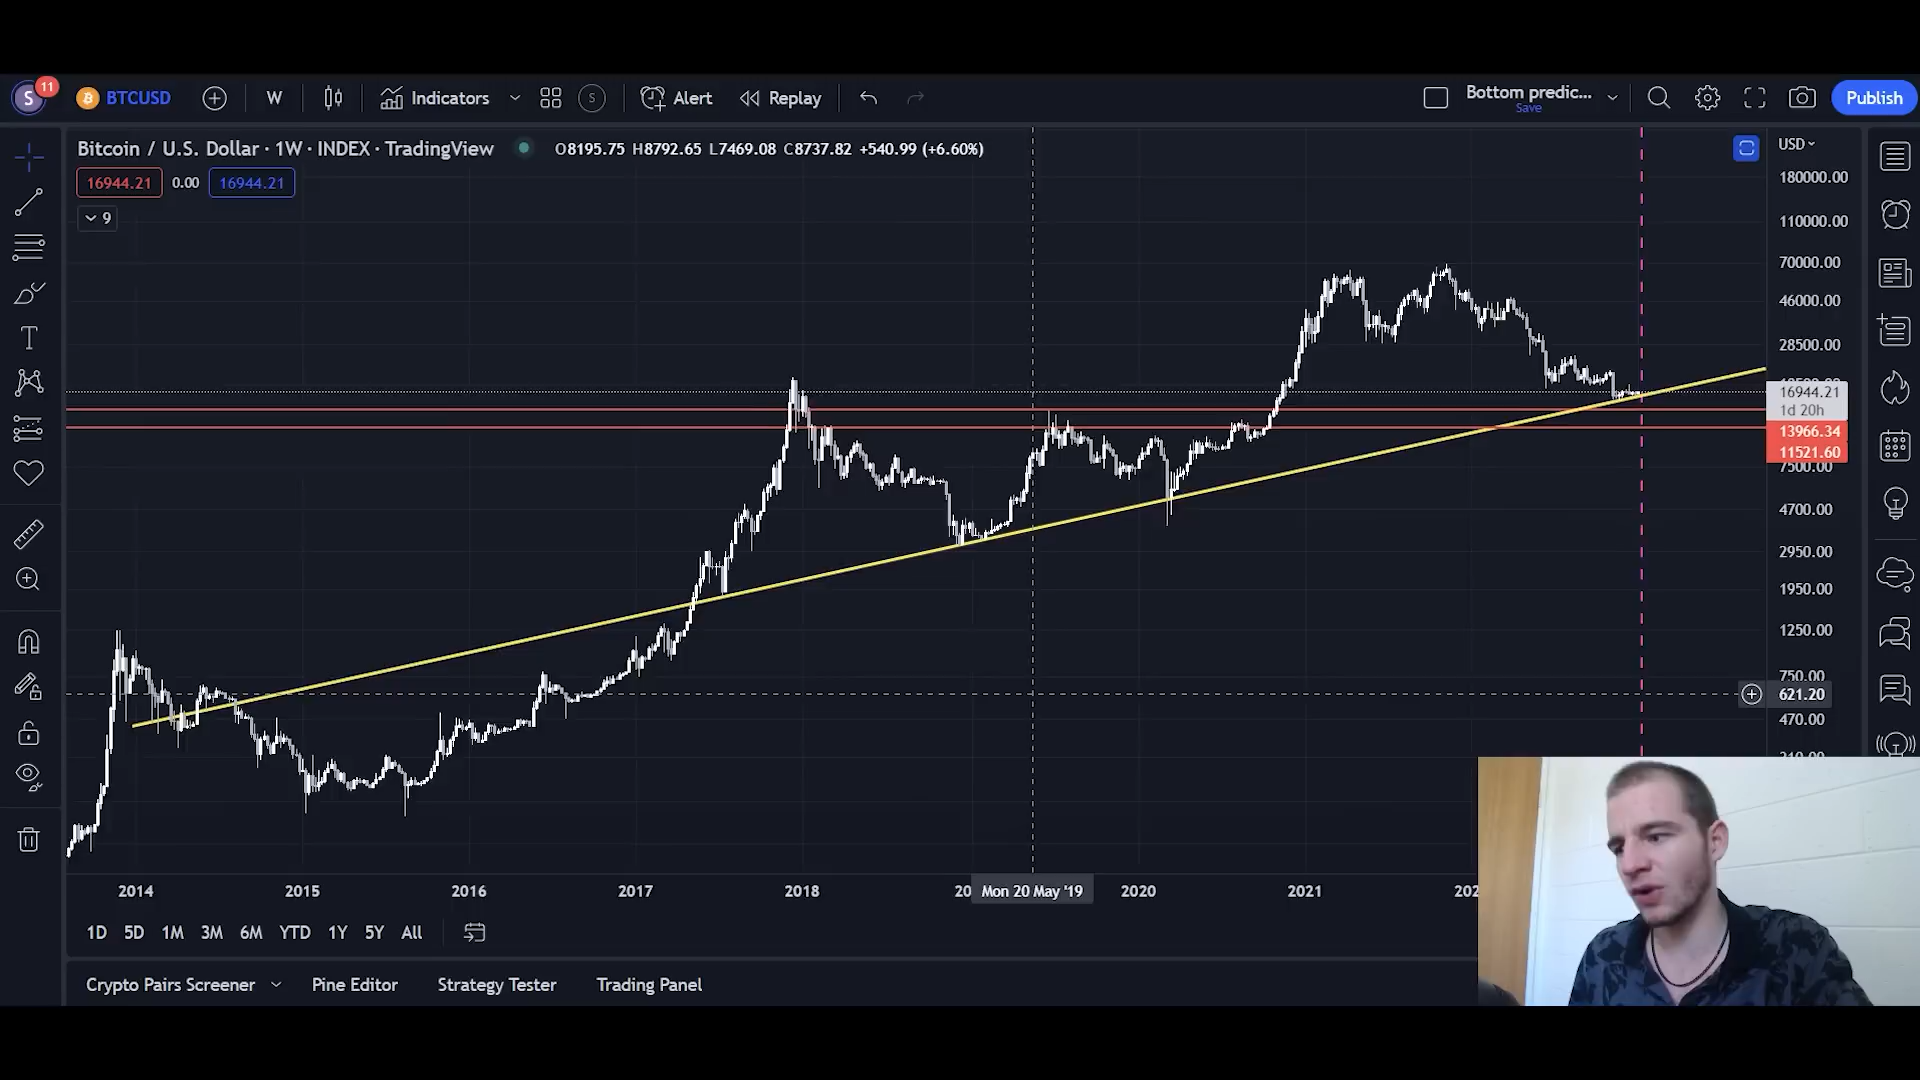 S 11 BTCUSD W Indicators S Alert Replay Bottom predic... Save Publish
Bitcoin / U.S. Dollar · 1W · INDEX · TradingView O8195.75 H8792.65 L7469.08 C8737.82 +540.99 (+6.60%)
USD
16944.21 0.00 16944.21
9
180000.00
110000.00
70000.00
46000.00
28500.00
16944.21
1d 20h
13966.34
11521.60
7500.00
4700.00
2950.00
1950.00
1250.00
750.00
621.20
470.00
2014 2015 2016 2017 2018 Mon 20 May '19 2020 2021
1D 5D 1M 3M 6M YTD 1Y 5Y All
Crypto Pairs Screener Pine Editor Strategy Tester Trading Panel